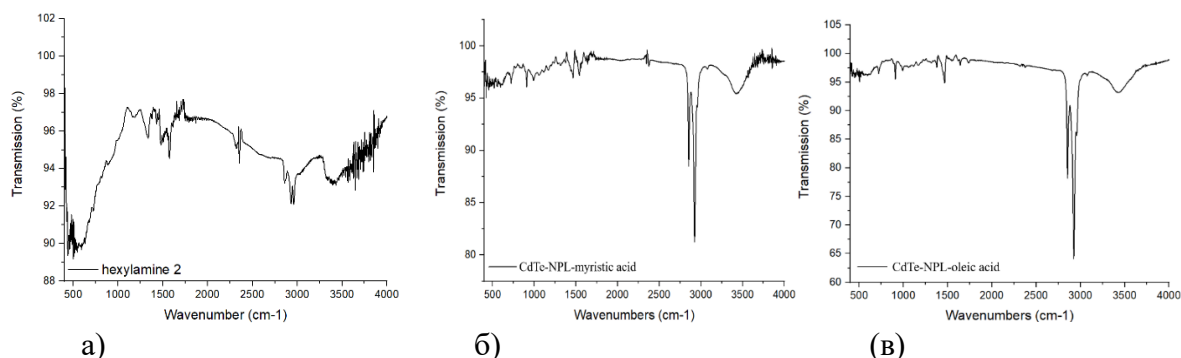 102
100
98
96
94
92
90
88
Transmission (%)
hexylamine 2
500 1000 1500 2000 2500 3000 3500 4000
Wavenumber (cm-1)
а)
100
95
90
85
80
Transmission (%)
CdTe-NPL-myristic acid
500 1000 1500 2000 2500 3000 3500 4000
Wavenumbers (cm-1)
б)
105
100
95
90
85
80
75
70
65
60
Transmission (%)
CdTe-NPL-oleic acid
500 1000 1500 2000 2500 3000 3500 4000
Wavenumbers (cm-1)
(в)